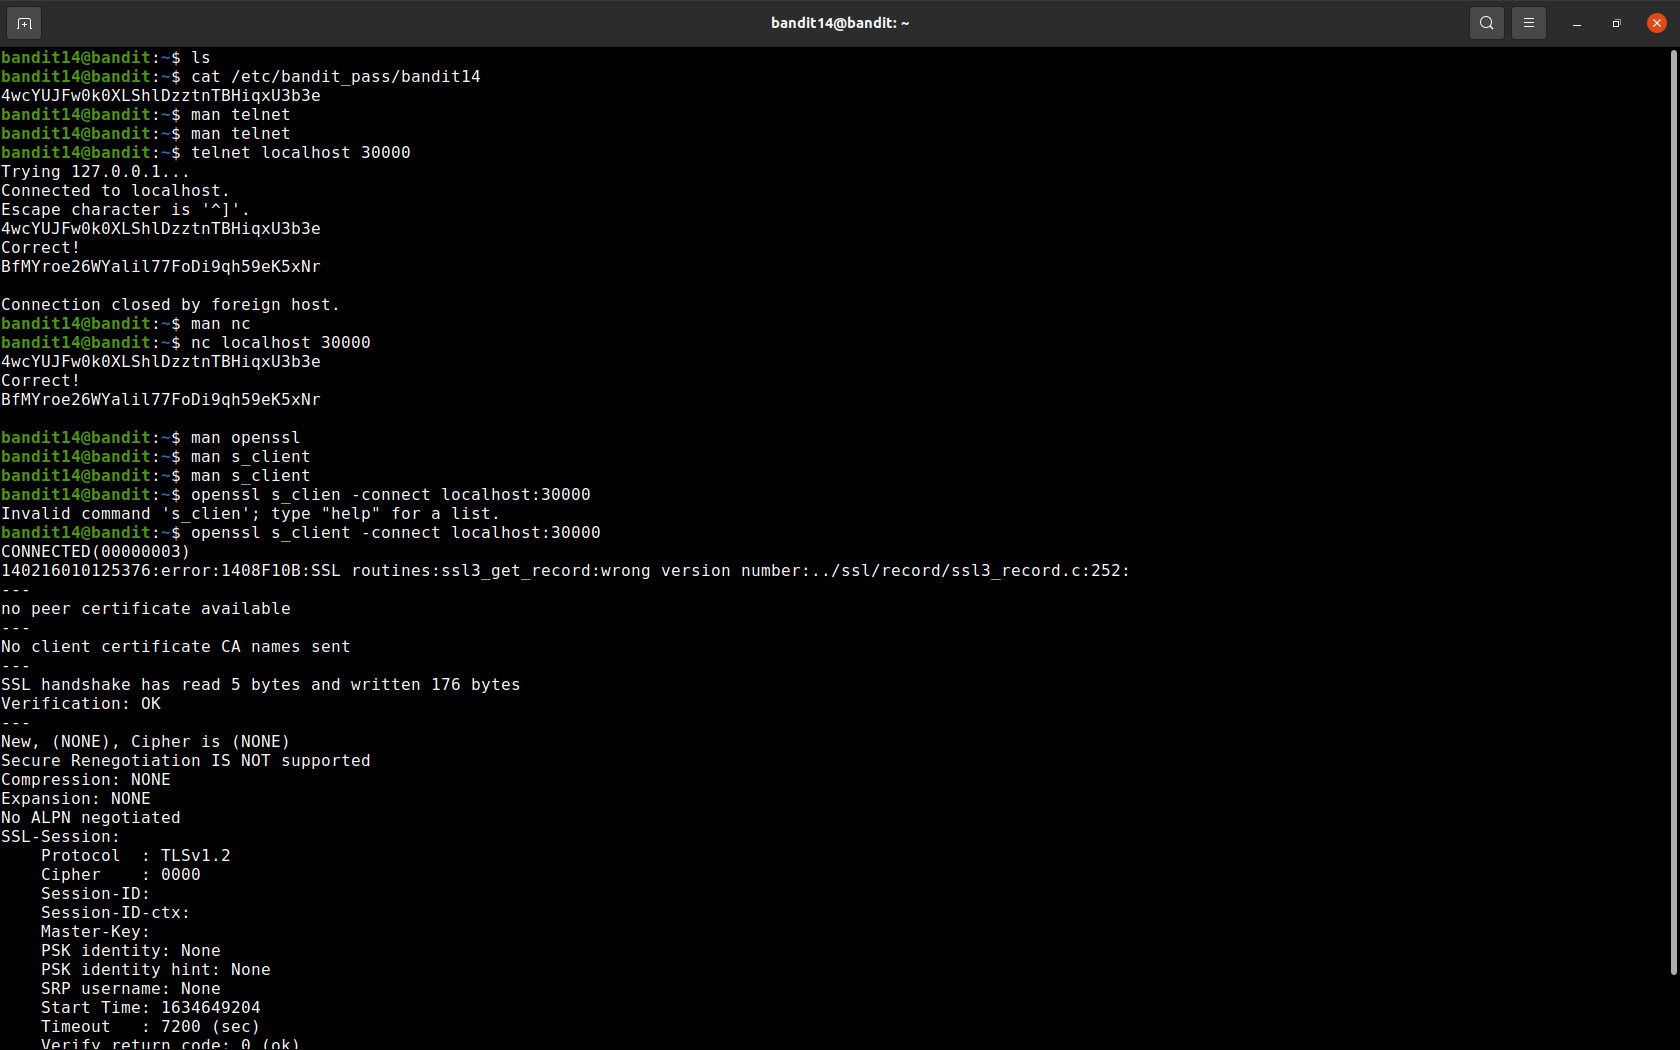 bandit14@bandit: ~
bandit14@bandit:~$ ls
bandit14@bandit:~$ cat /etc/bandit_pass/bandit14
4wcYUJFw0k0XLShlDzztnTBHiqxU3b3e
bandit14@bandit:~$ man telnet
bandit14@bandit:~$ man telnet
bandit14@bandit:~$ telnet localhost 30000
Trying 127.0.0.1...
Connected to localhost.
Escape character is '^]'.
4wcYUJFw0k0XLShlDzztnTBHiqxU3b3e
Correct!
BfMYroe26WYalil77FoDi9qh59eK5xNr
Connection closed by foreign host.
bandit14@bandit:~$ man nc
bandit14@bandit:~$ nc localhost 30000
4wcYUJFw0k0XLShlDzztnTBHiqxU3b3e
Correct!
BfMYroe26WYalil77FoDi9qh59eK5xNr
bandit14@bandit:~$ man openssl
bandit14@bandit:~$ man s_client
bandit14@bandit:~$ man s_client
bandit14@bandit:~$ openssl s_clien -connect localhost:30000
Invalid command 's_clien'; type "help" for a list.
bandit14@bandit:~$ openssl s_client -connect localhost:30000
CONNECTED(00000003)
140216010125376:error:1408F10B:SSL routines:ssl3_get_record:wrong version number:../ssl/record/ssl3_record.c:252:
---
no peer certificate available
---
No client certificate CA names sent
---
SSL handshake has read 5 bytes and written 176 bytes
Verification: OK
---
New, (NONE), Cipher is (NONE)
Secure Renegotiation IS NOT supported
Compression: NONE
Expansion: NONE
No ALPN negotiated
SSL-Session:
    Protocol  : TLSv1.2
    Cipher    : 0000
    Session-ID:
    Session-ID-ctx:
    Master-Key:
    PSK identity: None
    PSK identity hint: None
    SRP username: None
    Start Time: 1634649204
    Timeout   : 7200 (sec)
    Verify return code: 0 (ok)